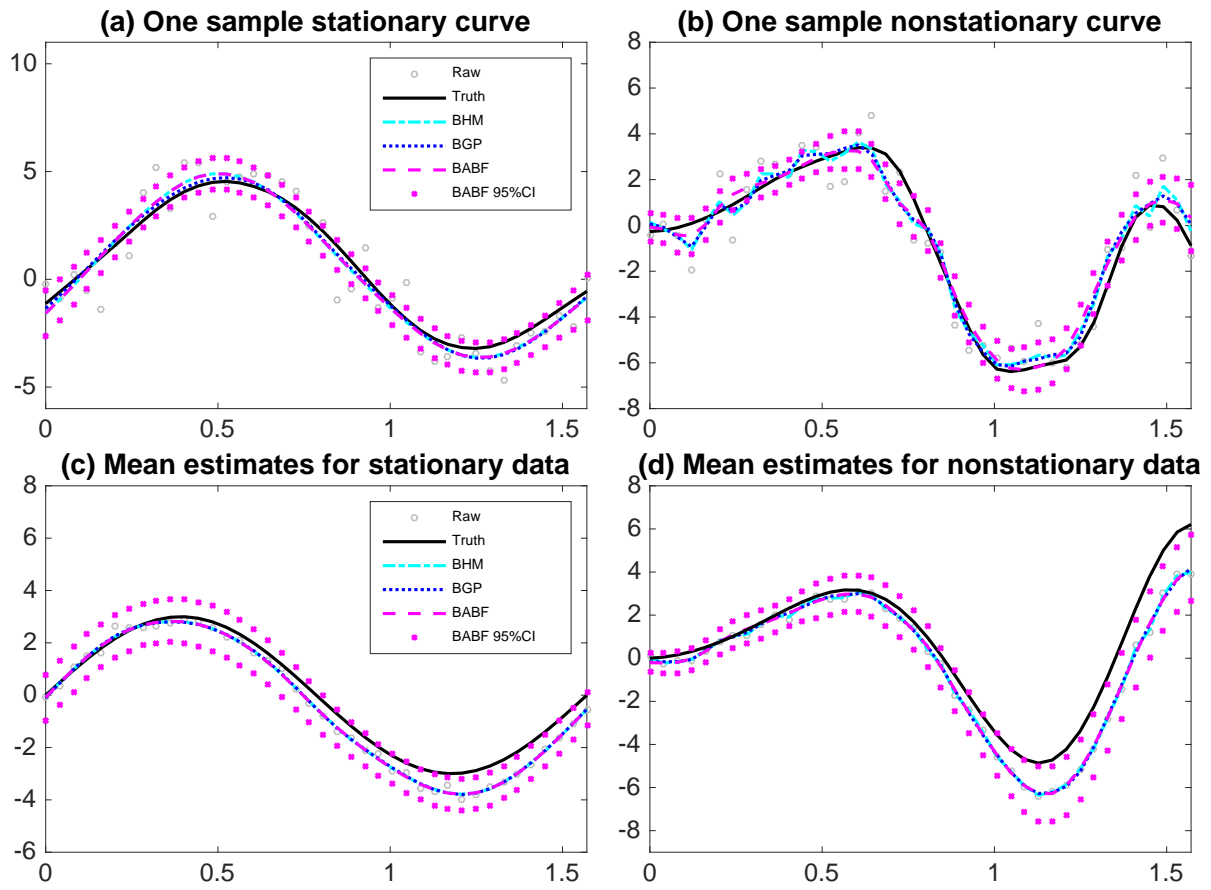 (a) One sample stationary curve
10
5
0
-5
0 0.5 1 1.5
Raw
Truth
BHM
BGP
BABF
BABF 95%CI
(b) One sample nonstationary curve
8
6
4
2
0
-2
-4
-6
-8
0 0.5 1 1.5
(c) Mean estimates for stationary data
8
6
4
2
0
-2
-4
-6
0 0.5 1 1.5
Raw
Truth
BHM
BGP
BABF
BABF 95%CI
(d) Mean estimates for nonstationary data
8
6
4
2
0
-2
-4
-6
-8
0 0.5 1 1.5